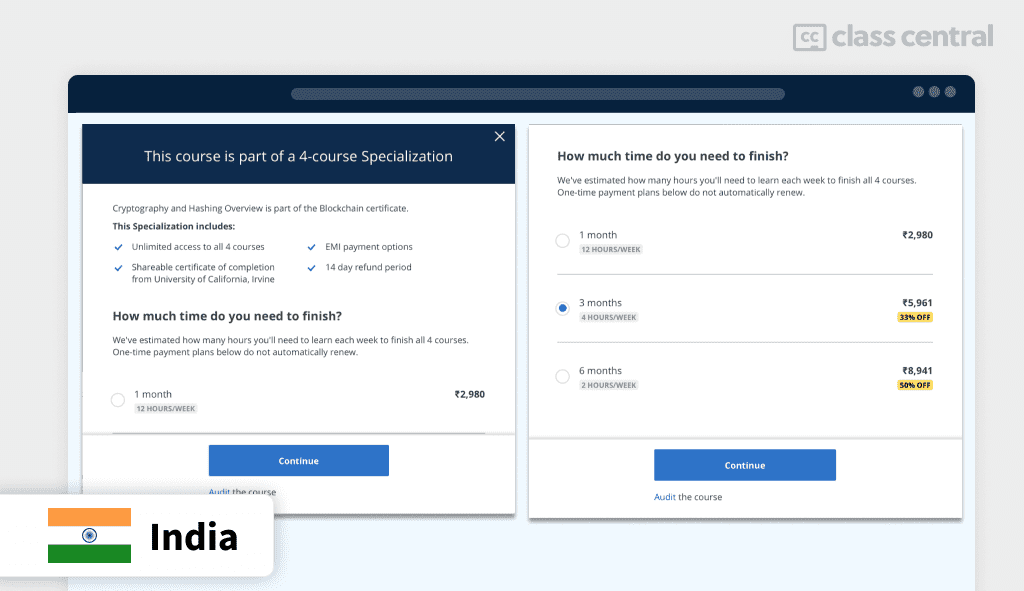 cc class central
This course is part of a 4-course Specialization
Cryptography and Hashing Overview is part of the Blockchain certificate.
This Specialization includes:
Unlimited access to all 4 courses
EMI payment options
Shareable certificate of completion
from University of California, Irvine
14 day refund period
How much time do you need to finish?
We've estimated how many hours you'll need to learn each week to finish all 4 courses.
One-time payment plans below do not automatically renew.
1 month
₹2,980
12 HOURS/WEEK
Continue
Audit the course
How much time do you need to finish?
We've estimated how many hours you'll need to learn each week to finish all 4 courses.
One-time payment plans below do not automatically renew.
1 month
₹2,980
12 HOURS/WEEK
3 months
₹5,961
4 HOURS/WEEK
33% OFF
6 months
₹8,941
2 HOURS/WEEK
50% OFF
Continue
Audit the course
India